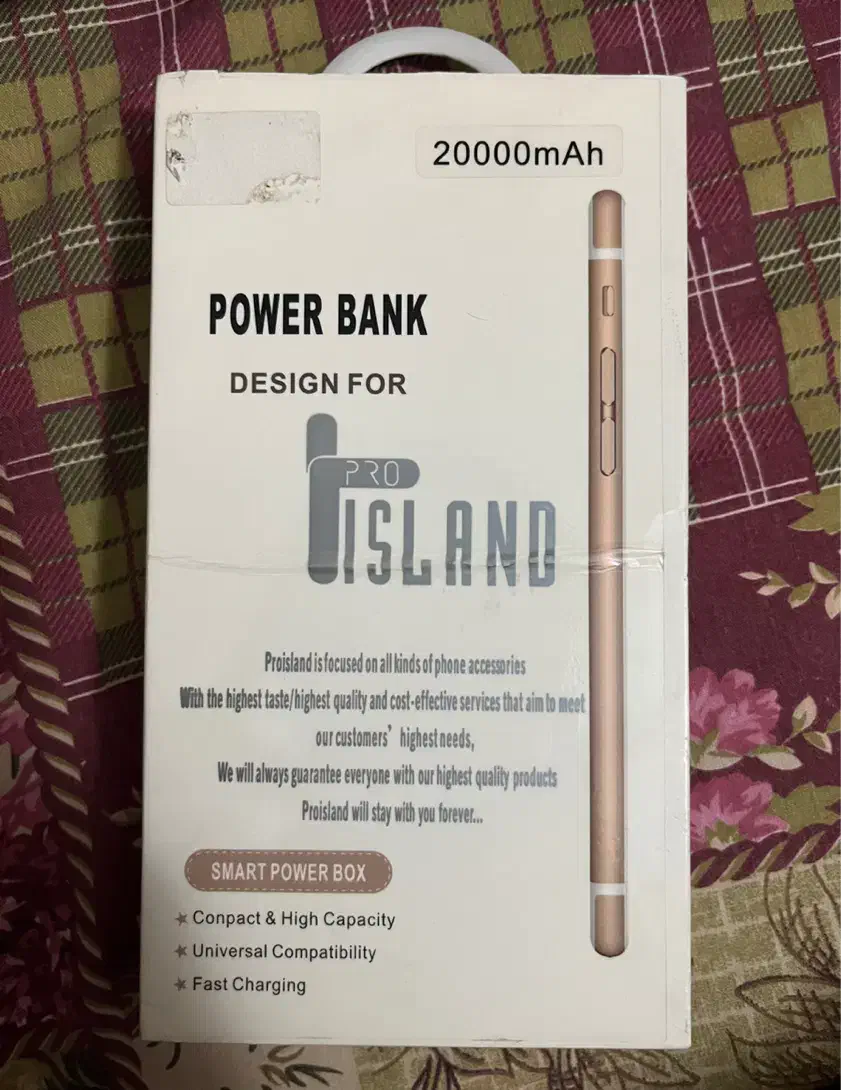 20000mAh
POWER BANK
DESIGN FOR
PRO
ISLAND
Proisland is focused on all kinds of phone accessories
With the highest taste/highest quality and cost-effective services that aim to meet
our customers' highest needs,
We will always guarantee everyone with our highest quality products
Proisland will stay with you forever...
SMART POWER BOX
Conpact & High Capacity
Universal Compatibility
Fast Charging